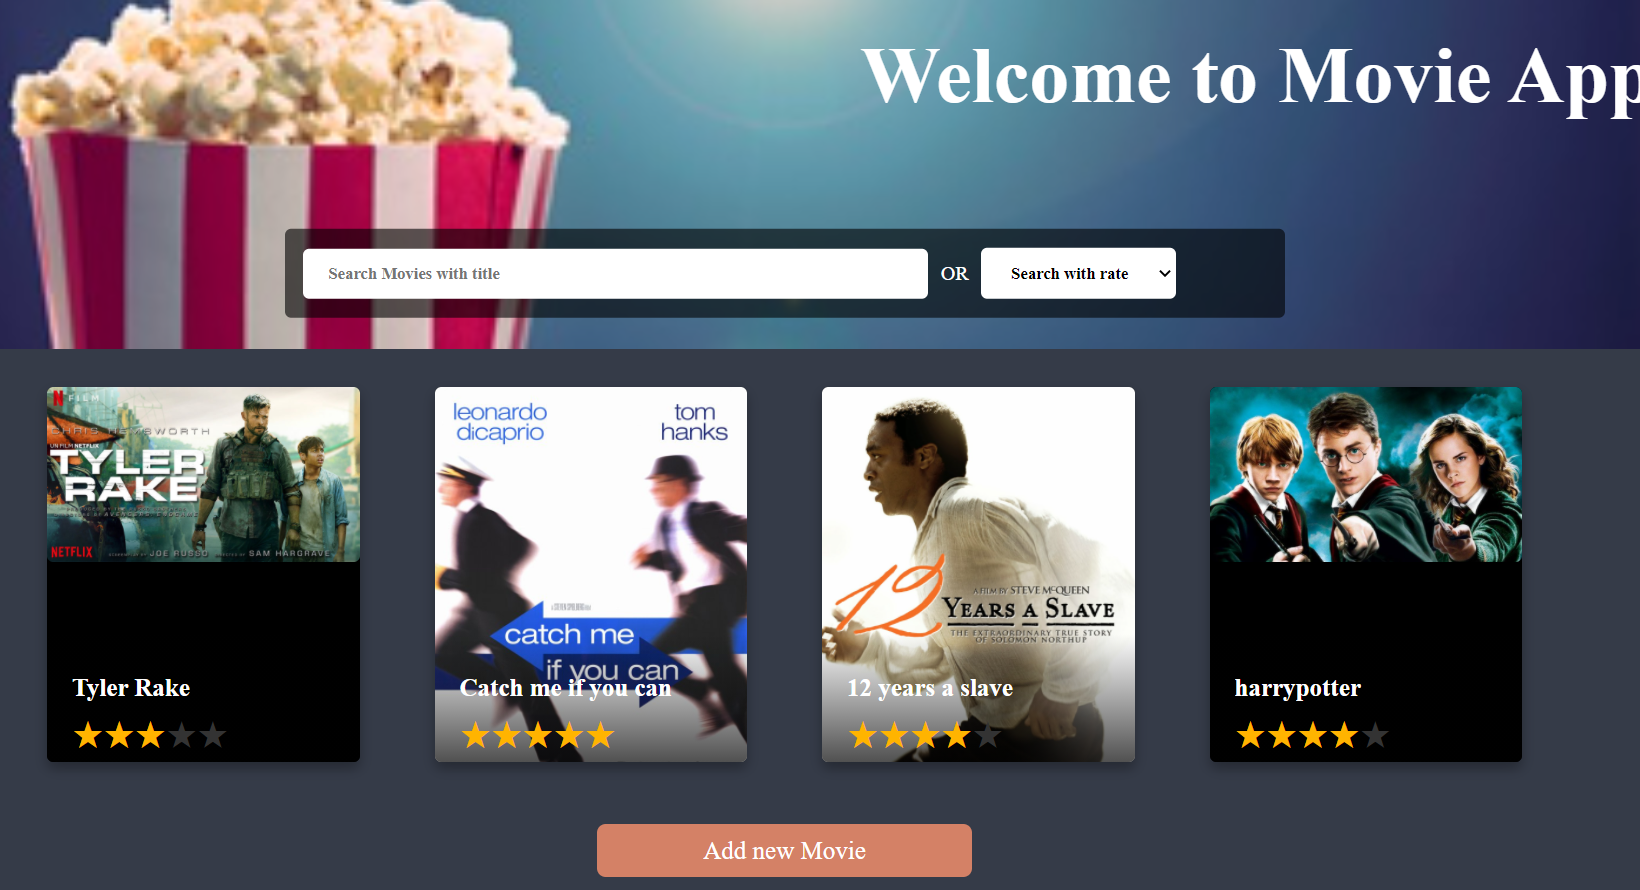 Welcome to Movie App
Search Movies with title
OR
Search with rate
N FILM
CHRIS HEMSWORTH
UN FILM NETFLIX
TYLER
RAKE
NETFLIX
JOE RUSSO
SAM HARGRAVE
Tyler Rake
leonardo
dicaprio
tom
hanks
catch me
if you can
Catch me if you can
A FILM BY STEVE McQUEEN
12 YEARS A SLAVE
THE EXTRAORDINARY TRUE STORY
OF SOLOMON NORTHUP
12 years a slave
harrypotter
Add new Movie